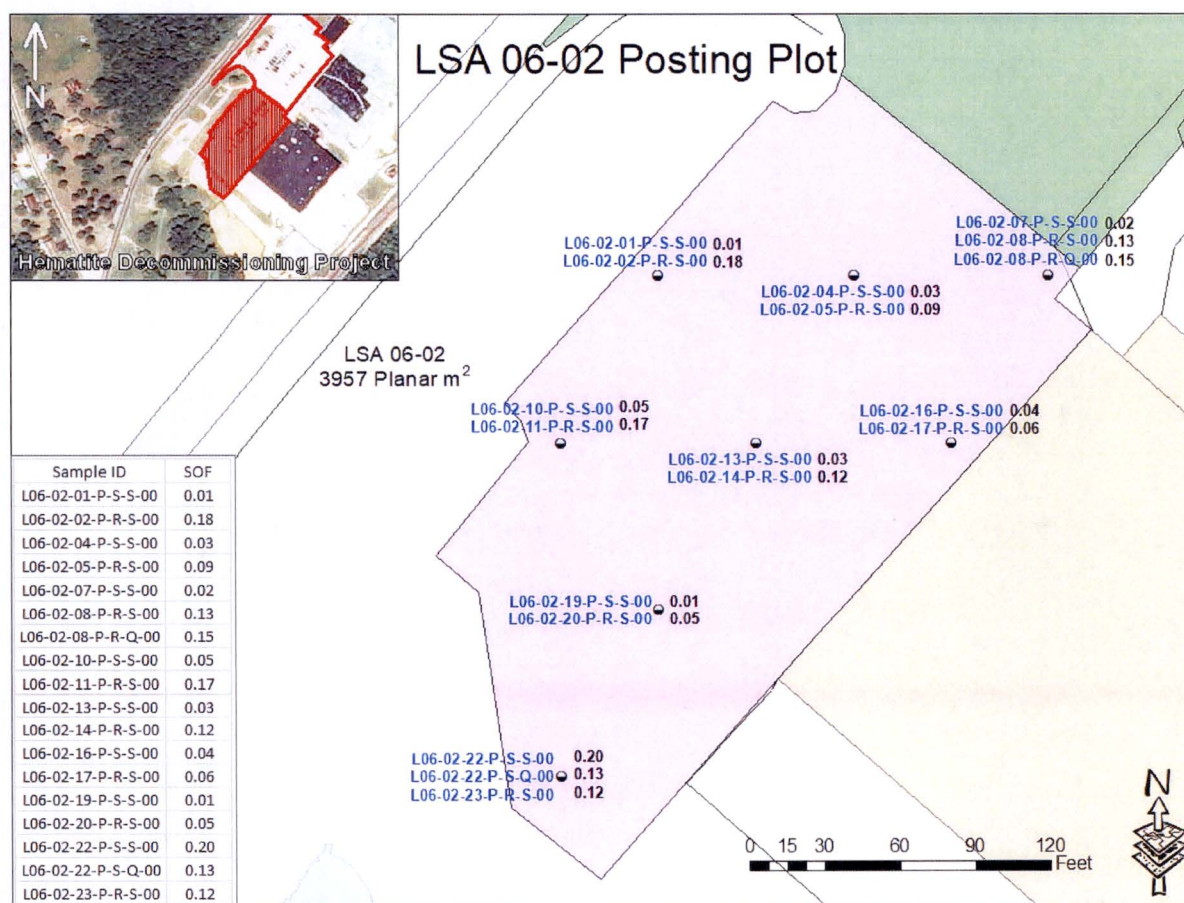 N
Hematite Decommissioning Project
LSA 06-02 Posting Plot
L06-02-01-P-S-S-00 0.01
L06-02-02-P-R-S-00 0.18
L06-02-04-P-S-S-00 0.03
L06-02-05-P-R-S-00 0.09
L06-02-07-P-S-S-00 0.02
L06-02-08-P-R-S-00 0.13
L06-02-08-P-R-Q-00 0.15
LSA 06-02
3957 Planar m²
L06-02-10-P-S-S-00 0.05
L06-02-11-P-R-S-00 0.17
L06-02-13-P-S-S-00 0.03
L06-02-14-P-R-S-00 0.12
L06-02-16-P-S-S-00 0.04
L06-02-17-P-R-S-00 0.06
L06-02-19-P-S-S-00 0.01
L06-02-20-P-R-S-00 0.05
L06-02-22-P-S-S-00 0.20
L06-02-22-P-S-Q-00 0.13
L06-02-23-P-R-S-00 0.12
Sample ID SOF
L06-02-01-P-S-S-00 0.01
L06-02-02-P-R-S-00 0.18
L06-02-04-P-S-S-00 0.03
L06-02-05-P-R-S-00 0.09
L06-02-07-P-S-S-00 0.02
L06-02-08-P-R-S-00 0.13
L06-02-08-P-R-Q-00 0.15
L06-02-10-P-S-S-00 0.05
L06-02-11-P-R-S-00 0.17
L06-02-13-P-S-S-00 0.03
L06-02-14-P-R-S-00 0.12
L06-02-16-P-S-S-00 0.04
L06-02-17-P-R-S-00 0.06
L06-02-19-P-S-S-00 0.01
L06-02-20-P-R-S-00 0.05
L06-02-22-P-S-S-00 0.20
L06-02-22-P-S-Q-00 0.13
L06-02-23-P-R-S-00 0.12
0 15 30 60 90 120
Feet
N